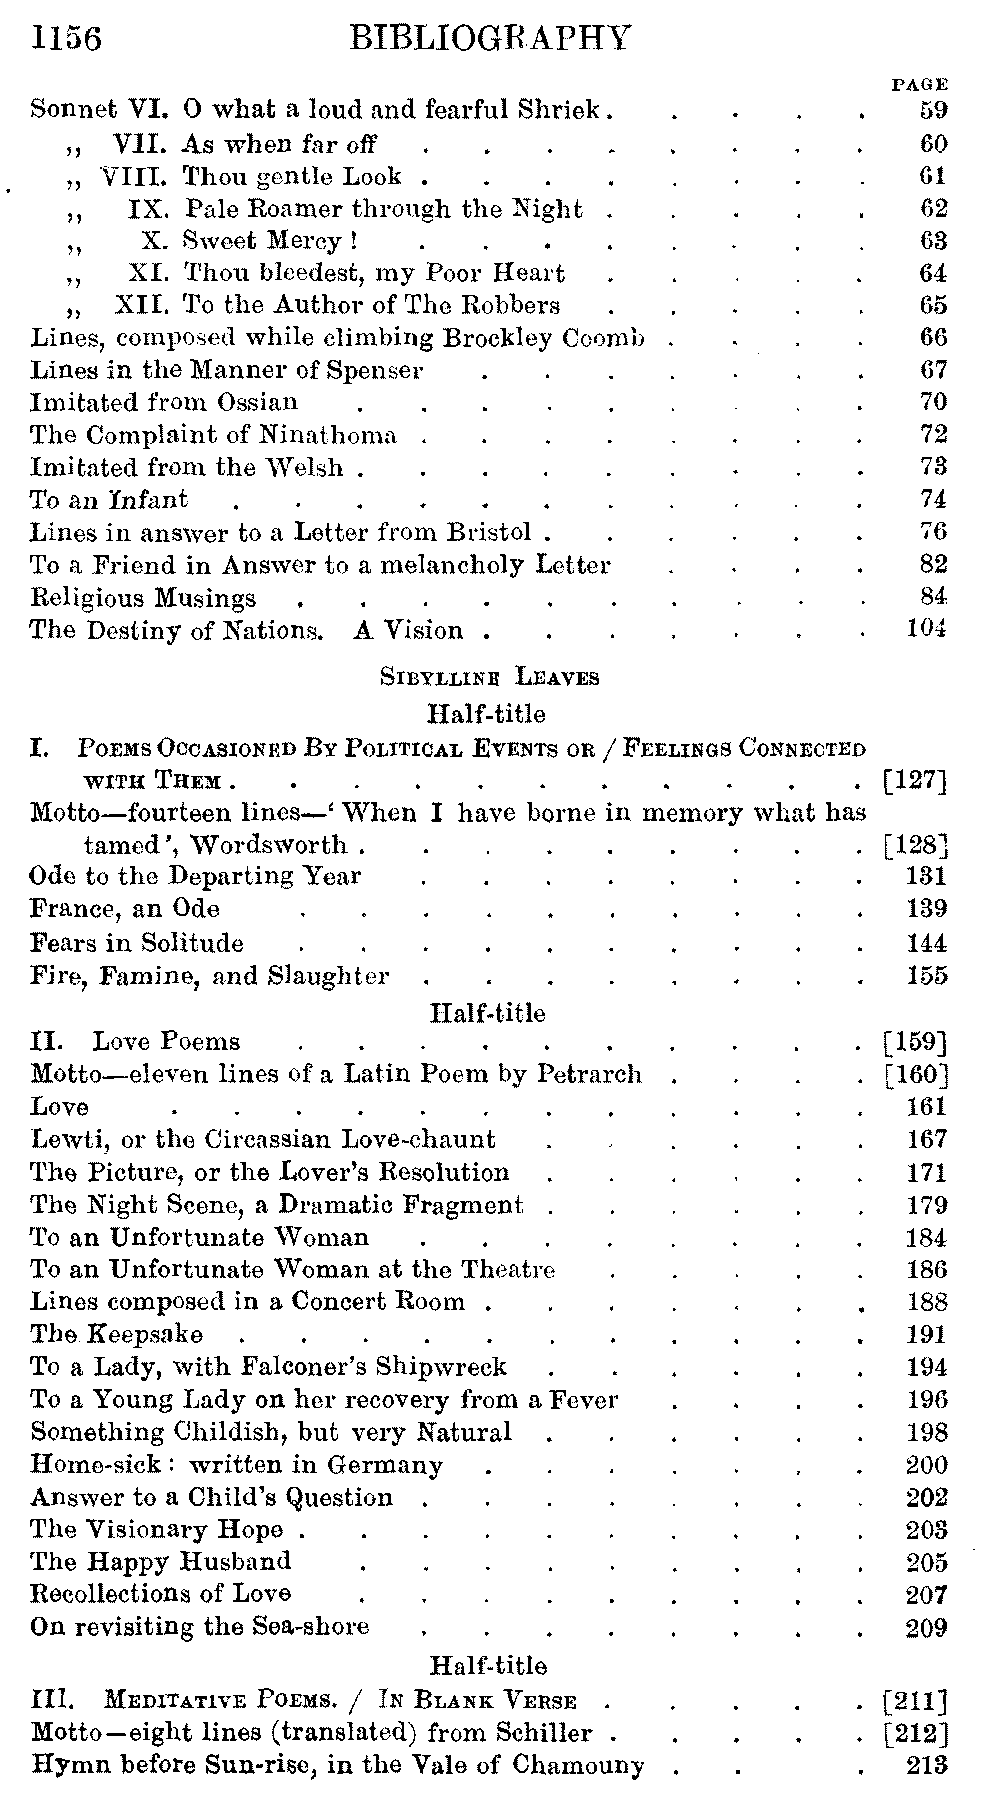 1156 BIBLIOGRAPHY
PAGE
Sonnet VI. O what a loud and fearful Shriek . . . . . 59
,, VII. As when far off . . . . . . . . 60
,, VIII. Thou gentle Look . . . . . . . . 61
,, IX. Pale Roamer through the Night . . . . . 62
,, X. Sweet Mercy ! . . . . . . . . 63
,, XI. Thou bleedest, my Poor Heart . . . . . 64
,, XII. To the Author of The Robbers . . . . . 65
Lines, composed while climbing Brockley Coomb . . . . 66
Lines in the Manner of Spenser . . . . . . . 67
Imitated from Ossian . . . . . . . . . 70
The Complaint of Ninathoma . . . . . . . . 72
Imitated from the Welsh . . . . . . . . . 73
To an Infant . . . . . . . . . . . 74
Lines in answer to a Letter from Bristol . . . . . . 76
To a Friend in Answer to a melancholy Letter . . . . 82
Religious Musings . . . . . . . . . . 84
The Destiny of Nations. A Vision . . . . . . . 104
SIBYLLINE LEAVES
Half-title
I. POEMS OCCASIONED BY POLITICAL EVENTS OR / FEELINGS CONNECTED
WITH THEM . . . . . . . . . . . [127]
Motto—fourteen lines—‘ When I have borne in memory what has
tamed ’, Wordsworth . . . . . . . . . [128]
Ode to the Departing Year . . . . . . . . 131
France, an Ode . . . . . . . . . . 139
Fears in Solitude . . . . . . . . . . 144
Fire, Famine, and Slaughter . . . . . . . . 155
Half-title
II. Love Poems . . . . . . . . . . [159]
Motto—eleven lines of a Latin Poem by Petrarch . . . . [160]
Love . . . . . . . . . . . . 161
Lewti, or the Circassian Love-chaunt . . . . . . 167
The Picture, or the Lover's Resolution . . . . . . 171
The Night Scene, a Dramatic Fragment . . . . . . 179
To an Unfortunate Woman . . . . . . . . 184
To an Unfortunate Woman at the Theatre . . . . . 186
Lines composed in a Concert Room . . . . . . . 188
The Keepsake . . . . . . . . . . . 191
To a Lady, with Falconer's Shipwreck . . . . . . 194
To a Young Lady on her recovery from a Fever . . . . 196
Something Childish, but very Natural . . . . . . 198
Home-sick : written in Germany . . . . . . . 200
Answer to a Child's Question . . . . . . . . 202
The Visionary Hope . . . . . . . . . . 203
The Happy Husband . . . . . . . . . 205
Recollections of Love . . . . . . . . . 207
On revisiting the Sea-shore . . . . . . . . 209
Half-title
III. MEDITATIVE POEMS. / IN BLANK VERSE . . . . . [211]
Motto—eight lines (translated) from Schiller . . . . . [212]
Hymn before Sun-rise, in the Vale of Chamouny . . . 213